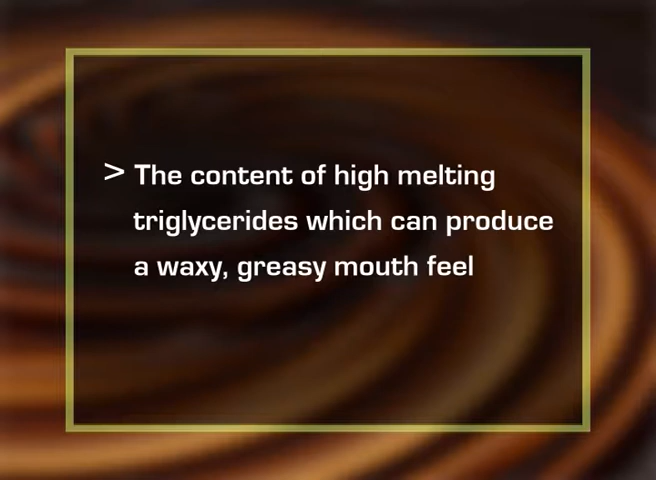 > The content of high melting
triglycerides which can produce
a waxy, greasy mouth feel